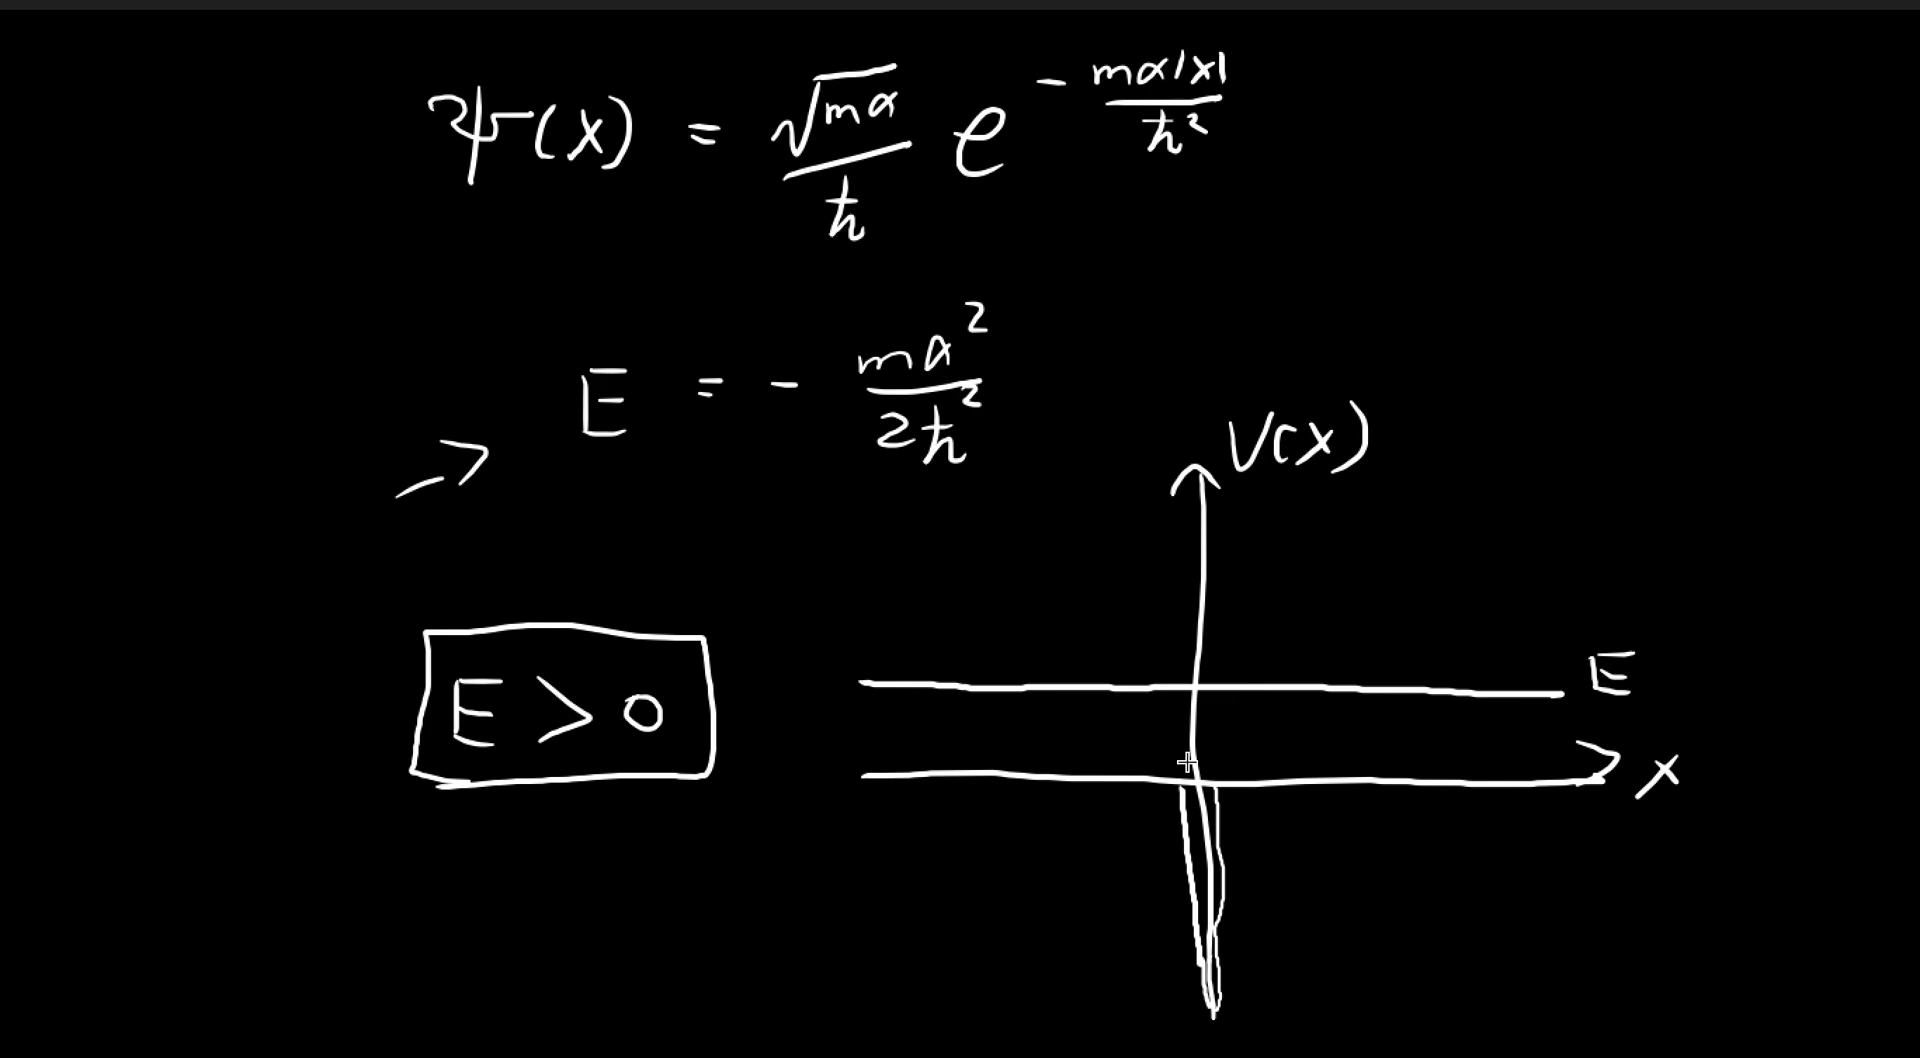 ψ(x) = √mα / ħ e^(- mα|x| / ħ²)
E = - mα² / 2ħ²
V(x)
E > 0
E
x